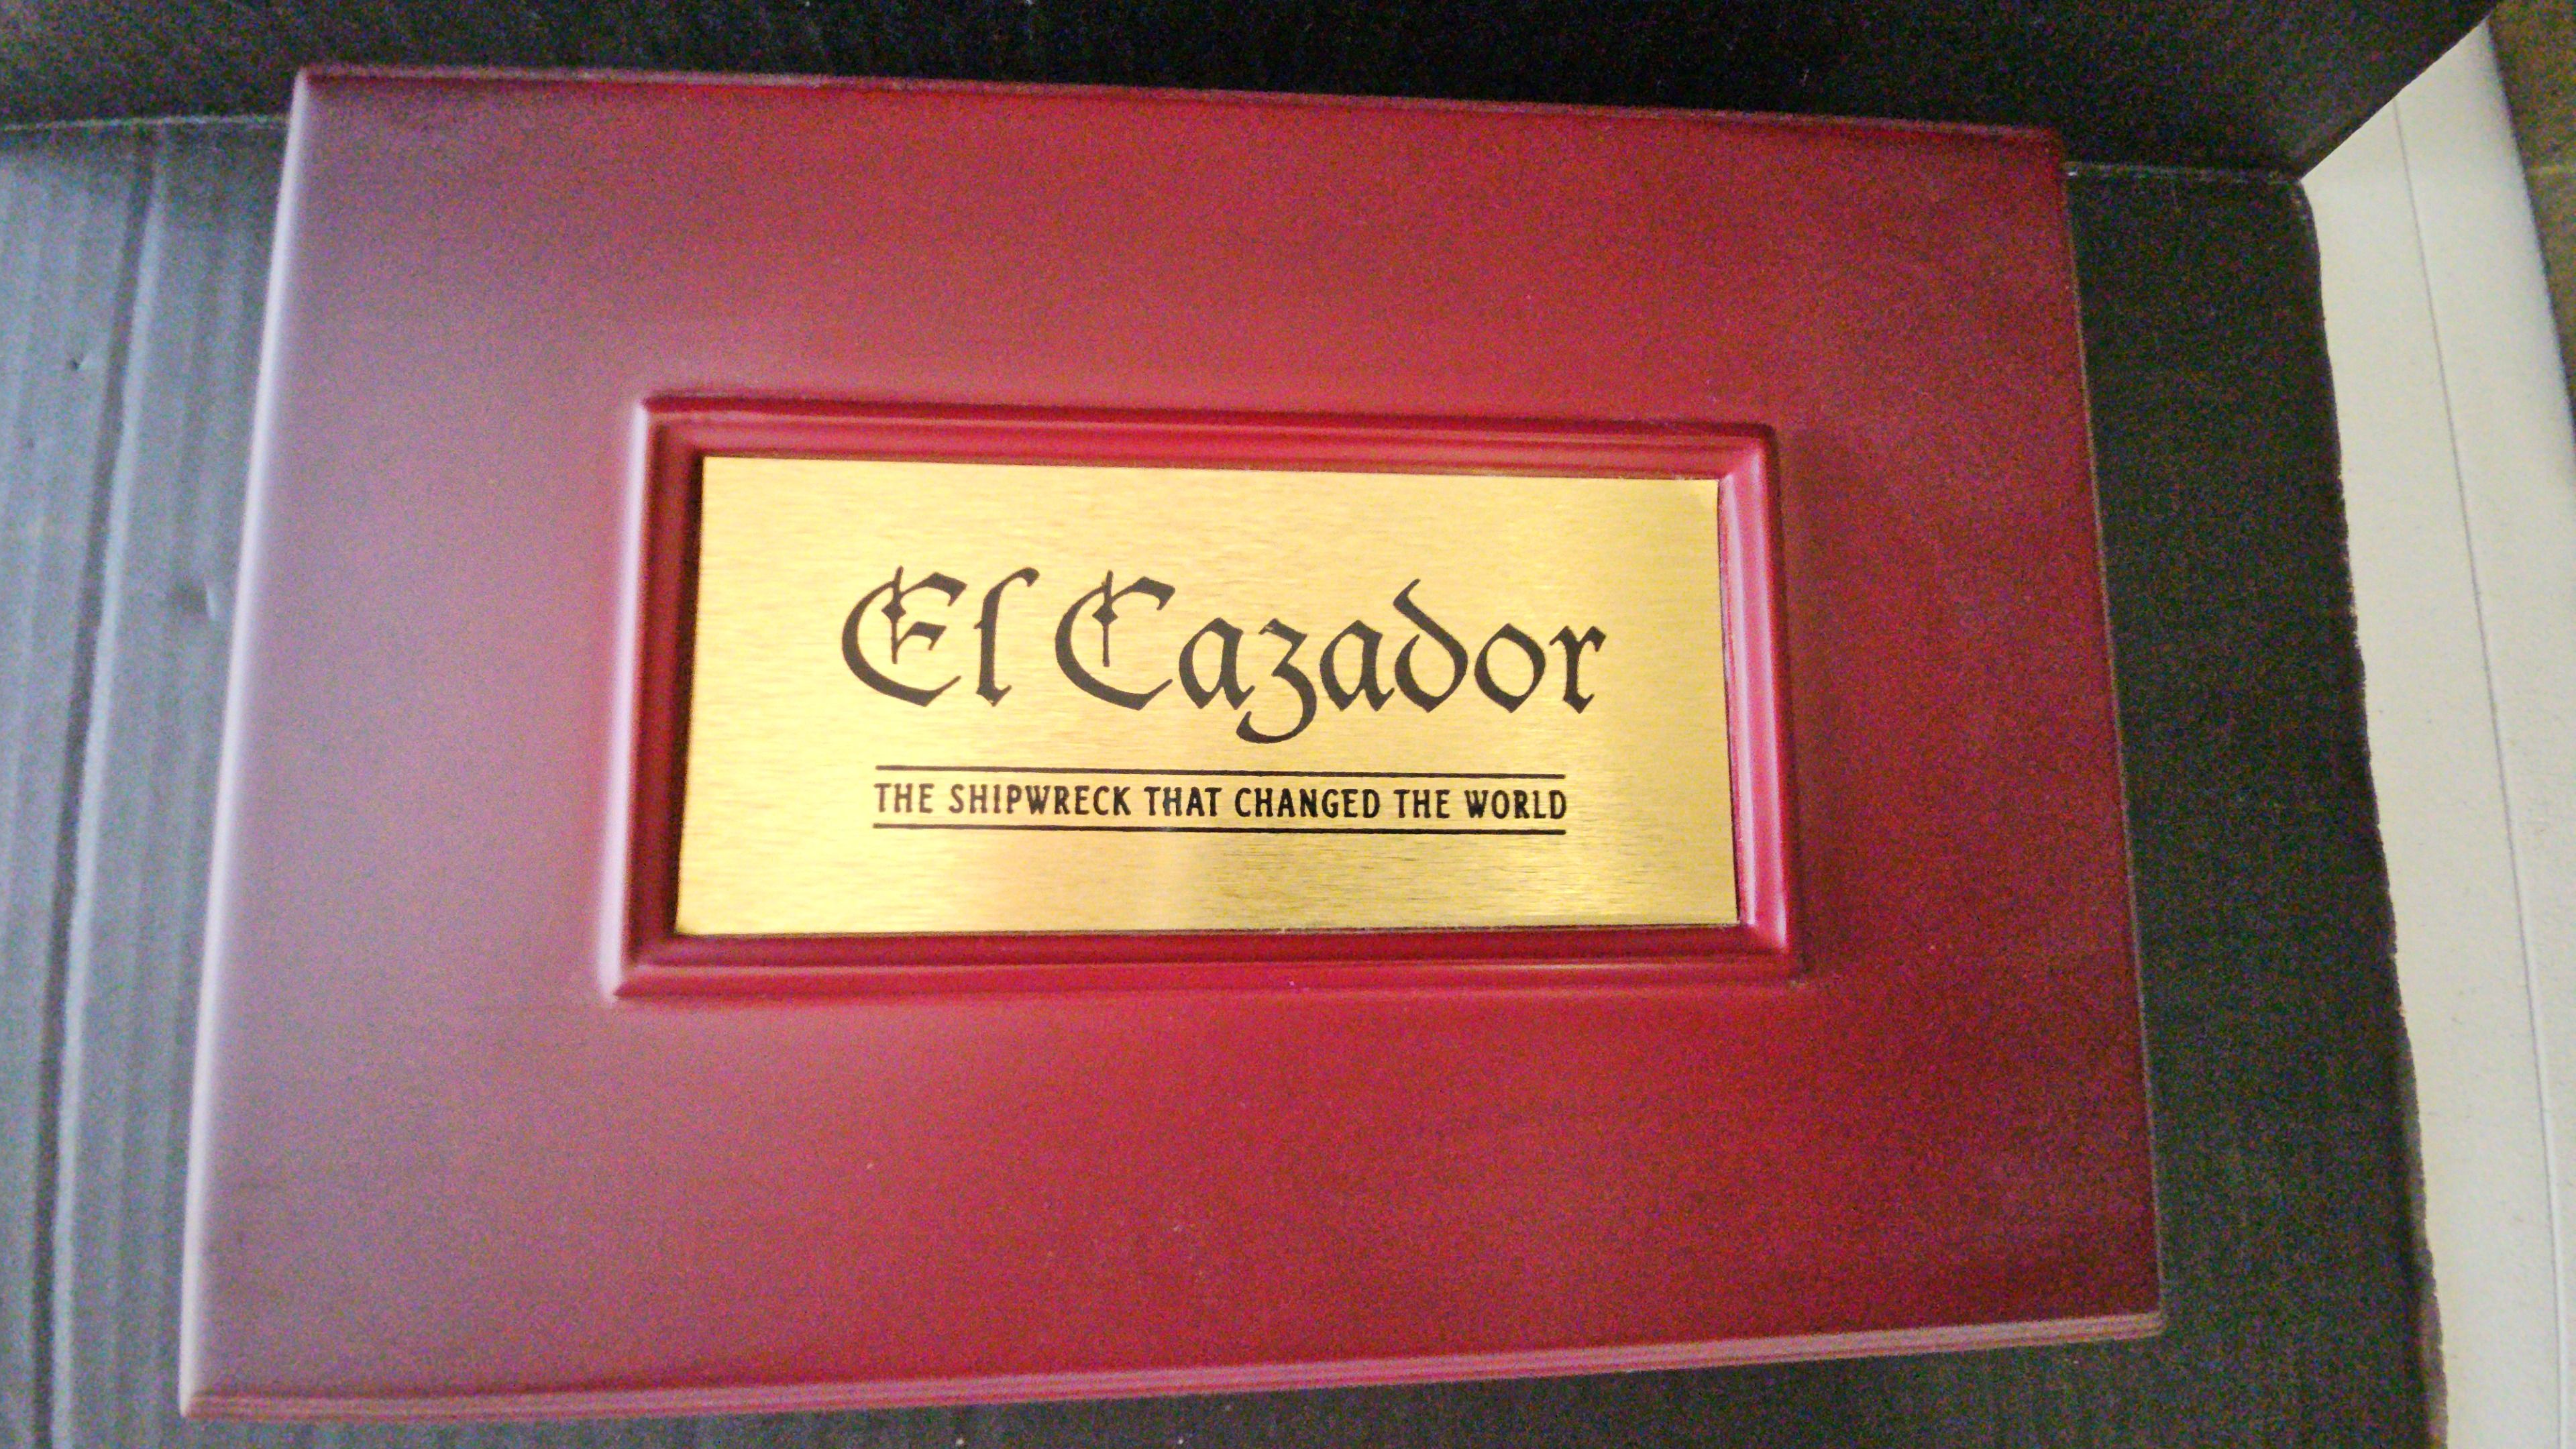 El Cazador
THE SHIPWRECK THAT CHANGED THE WORLD